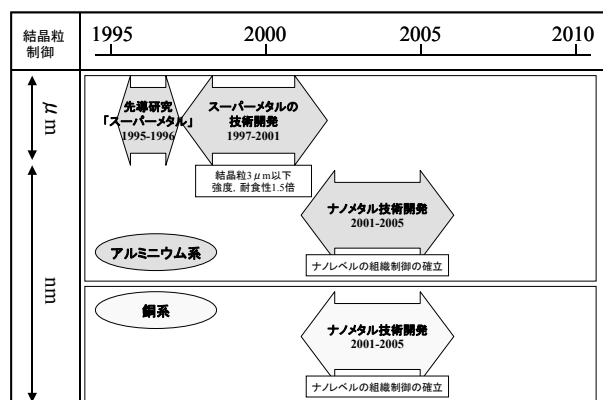 結晶粒
制御
1995
2000
2005
2010
μm
nm
先導研究
「スーパーメタル」
1995-1996
スーパーメタルの
技術開発
1997-2001
結晶粒3μm以下
強度，耐食性1.5倍
ナノメタル技術開発
2001-2005
ナノレベルの組織制御の確立
アルミニウム系
銅系
ナノメタル技術開発
2001-2005
ナノレベルの組織制御の確立